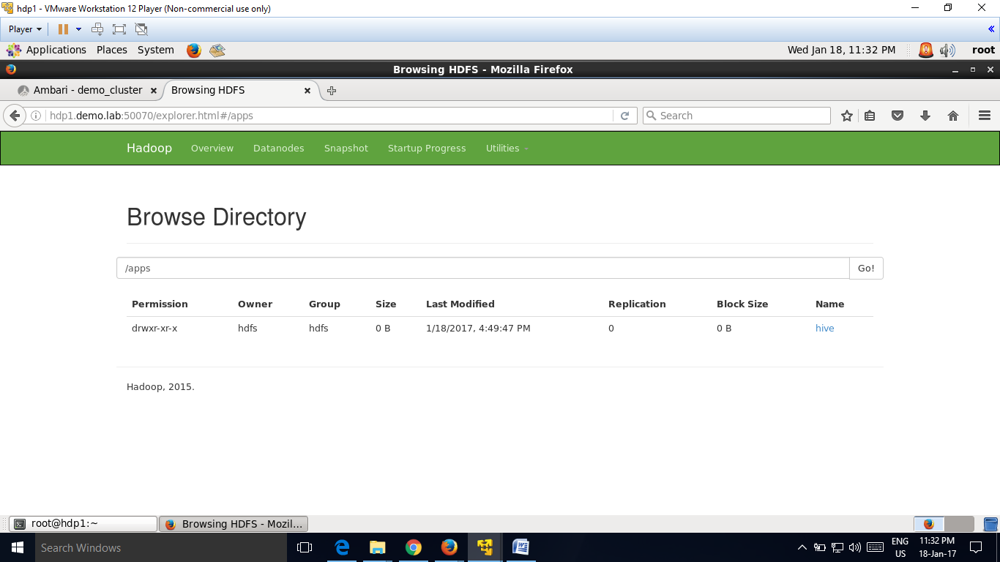 hdp1 - VMware Workstation 12 Player (Non-commercial use only)
Player
Applications Places System Wed Jan 18, 11:32 PM root
Browsing HDFS - Mozilla Firefox
Ambari - demo_cluster Browsing HDFS
hdp1.demo.lab:50070/explorer.html#/apps Search
Hadoop Overview Datanodes Snapshot Startup Progress Utilities
Browse Directory
/apps Go!
Permission Owner Group Size Last Modified Replication Block Size Name
drwxr-xr-x hdfs hdfs 0 B 1/18/2017, 4:49:47 PM 0 0 B hive
Hadoop, 2015.
root@hdp1:~ Browsing HDFS - Mozil...
Search Windows ENG 11:32 PM
US 18-Jan-17